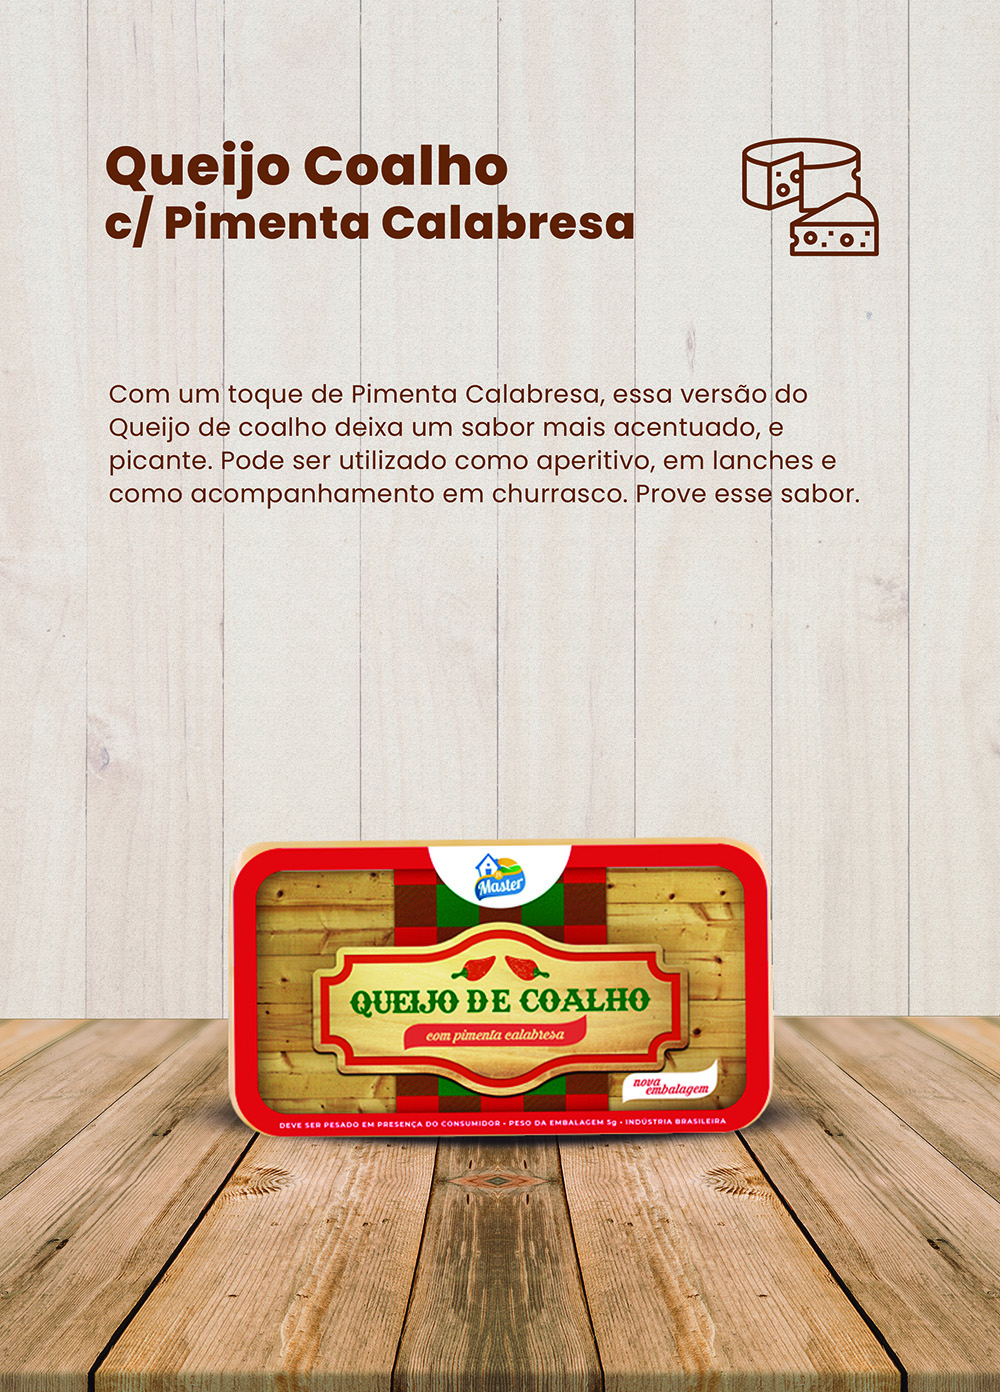 Queijo Coalho
c/ Pimenta Calabresa
Com um toque de Pimenta Calabresa, essa versão do
Queijo de coalho deixa um sabor mais acentuado, e
picante. Pode ser utilizado como aperitivo, em lanches e
como acompanhamento em churrasco. Prove esse sabor.
Master
QUEIJO DE COALHO
com pimenta calabresa
nova
embalagem
DEVE SER PESADO EM PRESENÇA DO CONSUMIDOR • PESO DA EMBALAGEM 5g • INDÚSTRIA BRASILEIRA